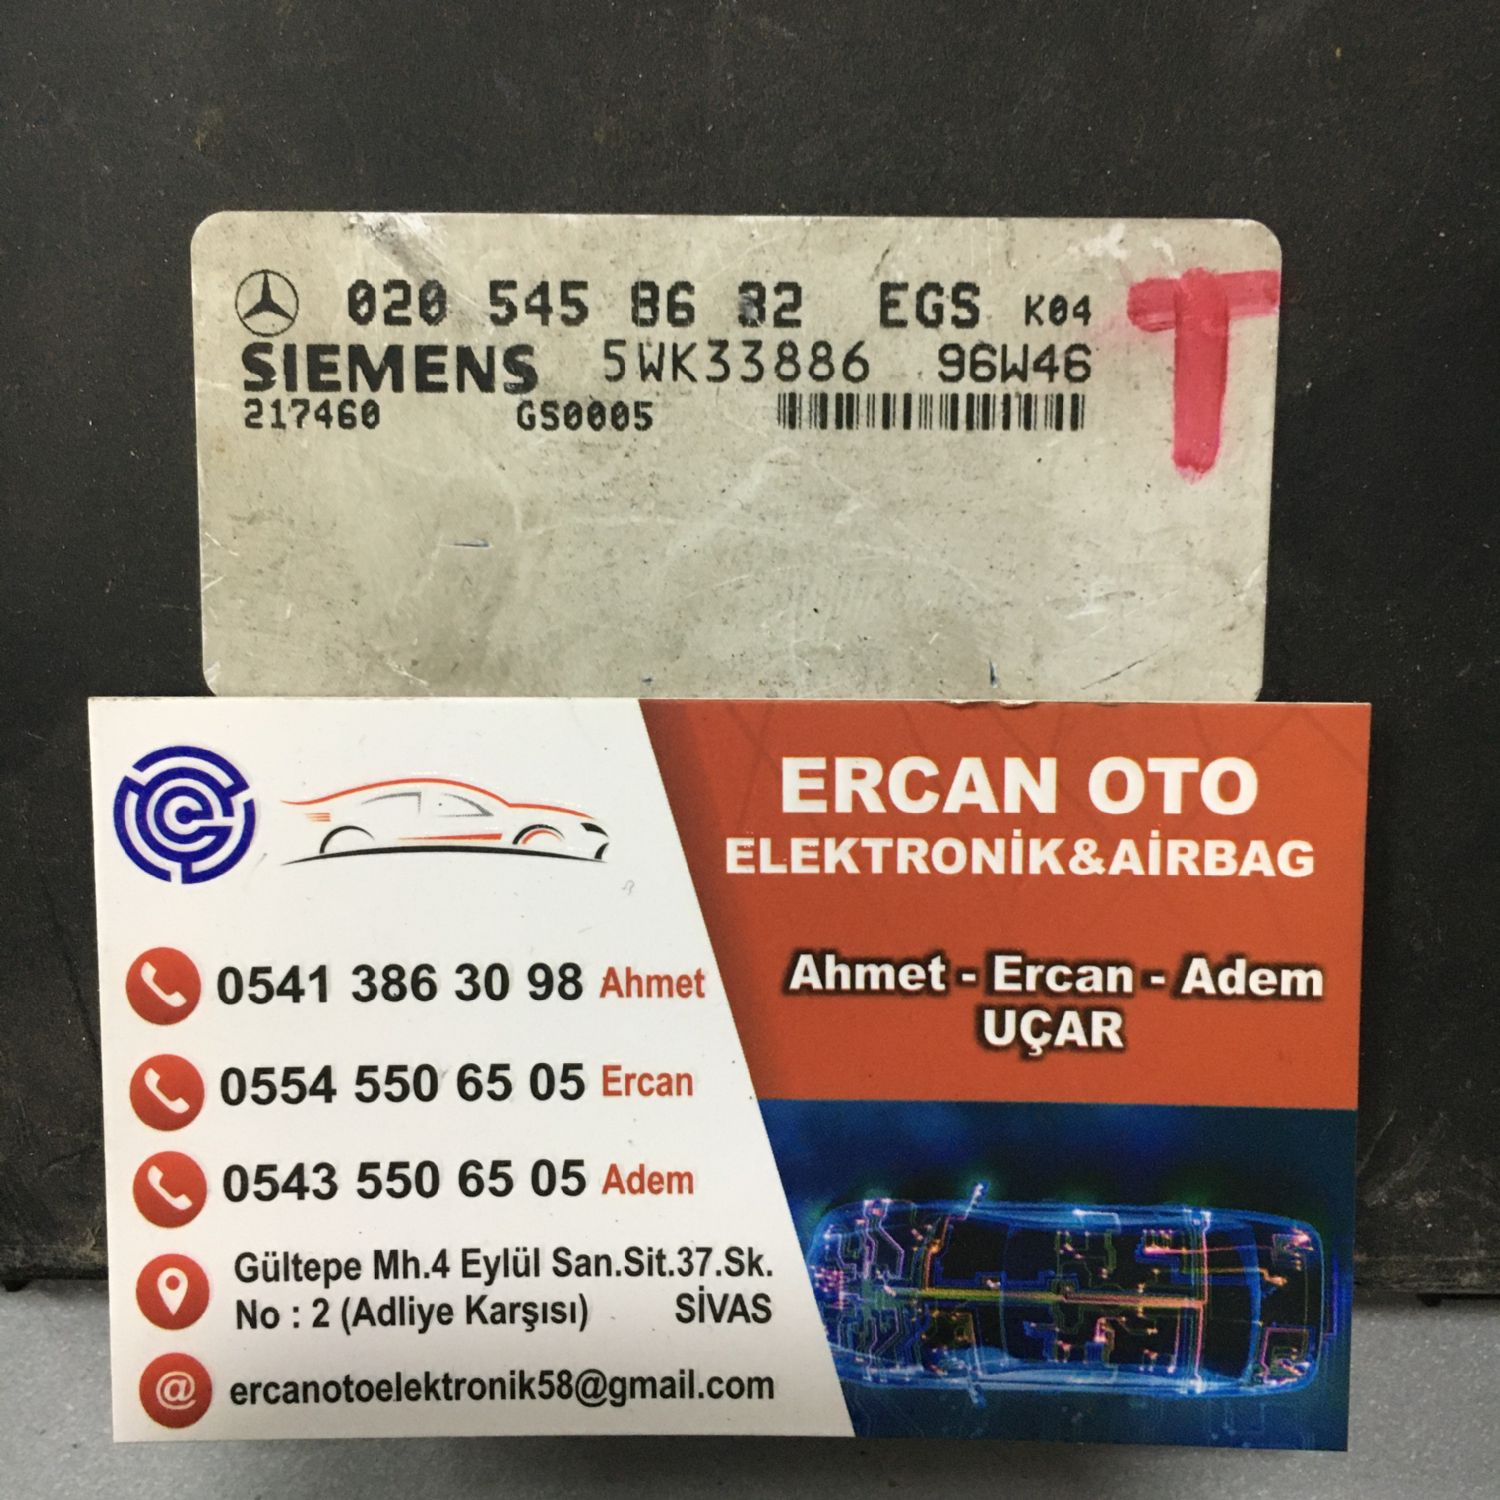 020 545 86 82 EGS K04
T
SIEMENS 5WK33886 96W46
217460 GS0005
ERCAN OTO
ELEKTRONİK&AİRBAG
Ahmet - Ercan - Adem
UÇAR
0541 386 30 98 Ahmet
0554 550 65 05 Ercan
0543 550 65 05 Adem
Gültepe Mh.4 Eylül San.Sit.37.Sk.
No : 2 (Adliye Karşısı) SİVAS
@ ercanotoelektronik58@gmail.com